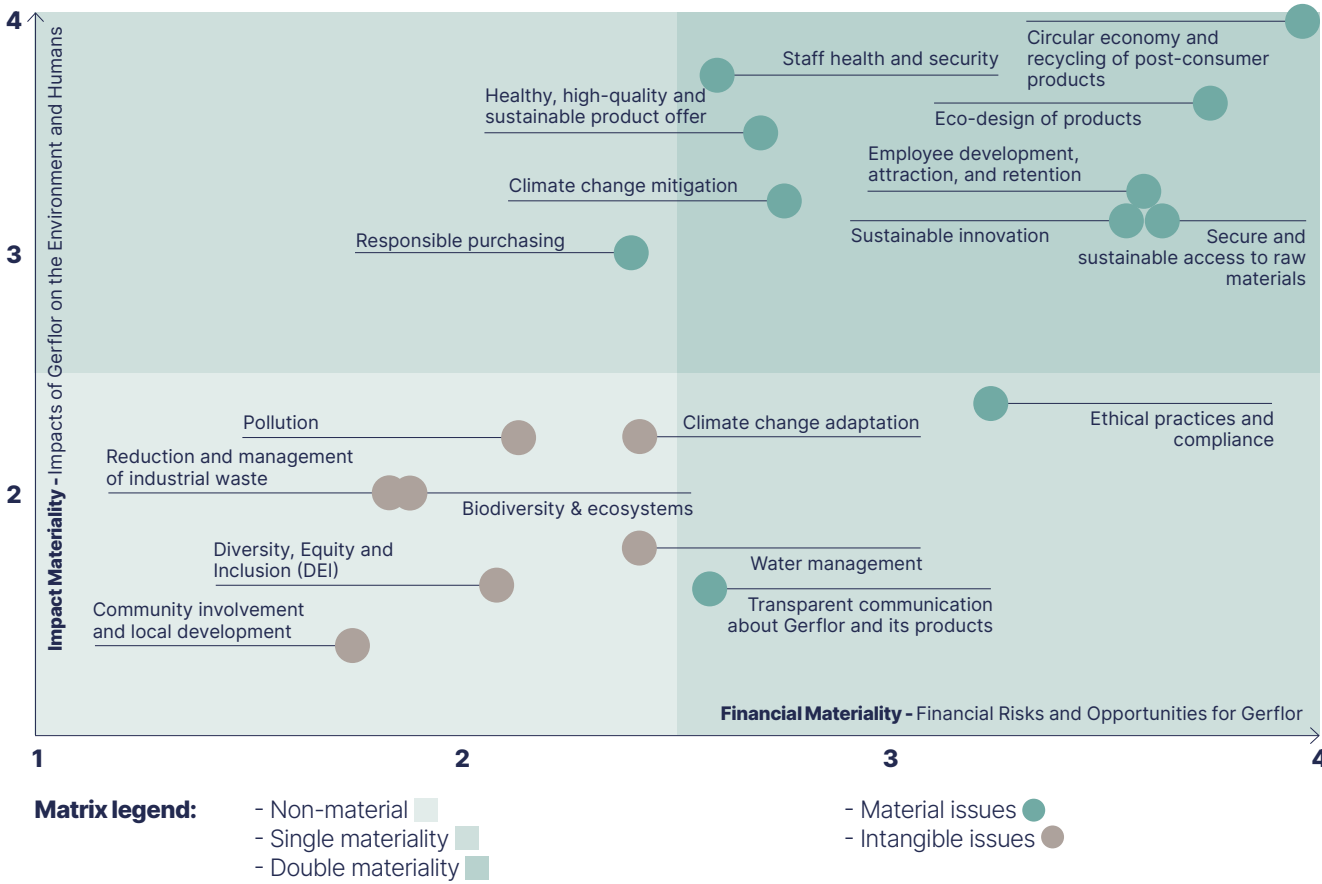 4
Impact Materiality - Impacts of Gerflor on the Environment and Humans
Staff health and security
Circular economy and
recycling of post-consumer
products
Healthy, high-quality and
sustainable product offer
Eco-design of products
Employee development,
attraction, and retention
Climate change mitigation
Sustainable innovation
Secure and
sustainable access to raw
materials
Responsible purchasing
3
Pollution
Climate change adaptation
Ethical practices and
compliance
Reduction and management
of industrial waste
2
Biodiversity & ecosystems
Diversity, Equity and
Inclusion (DEI)
Water management
Community involvement
and local development
Transparent communication
about Gerflor and its products
Financial Materiality - Financial Risks and Opportunities for Gerflor
1
2
3
4
Matrix legend:
- Non-material
- Single materiality
- Double materiality
- Material issues
- Intangible issues